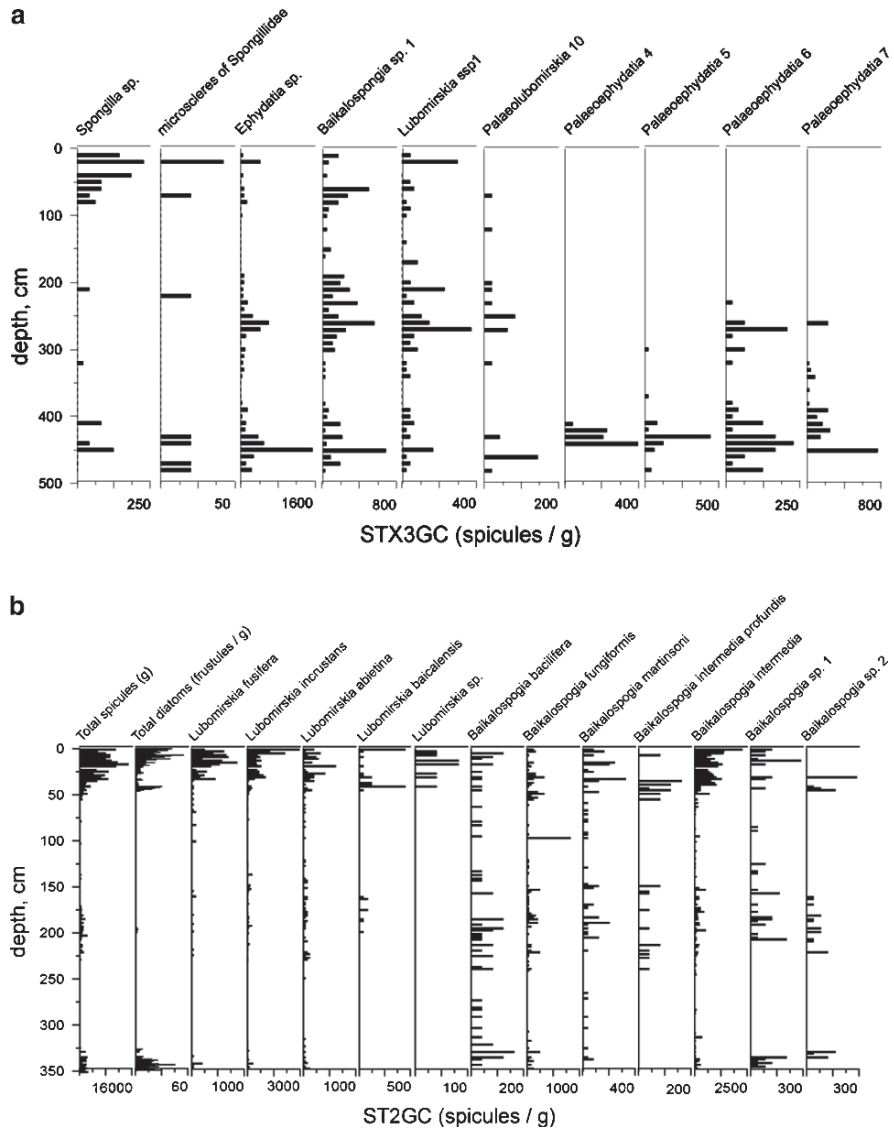 a
Spongilla sp.
microscleres of Spongillidae
Ephydatia sp.
Baikalospongia sp. 1
Lubomirskia ssp1
Palaeolubomirskia 10
Palaeoephydatia 4
Palaeoephydatia 5
Palaeoephydatia 6
Palaeoephydatia 7
depth, cm
0
100
200
300
400
500
250 50 1600 800 400 200 400 500 250 800
STX3GC (spicules / g)
b
Total spicules (g)
Total diatoms (frustules / g)
Lubomirskia fusifera
Lubomirskia incrustans
Lubomirskia abietina
Lubomirskia baicalensis
Lubomirskia sp.
Baikalospogia bacilifera
Baikalospogia fungiformis
Baikalospogia martinsoni
Baikalospogia intermedia profundis
Baikalospogia intermedia
Baikalospogia sp. 1
Baikalospogia sp. 2
depth, cm
0
50
100
150
200
250
300
350
16000 60 1000 3000 1000 500 100 200 1000 400 200 2500 300 300
ST2GC (spicules / g)